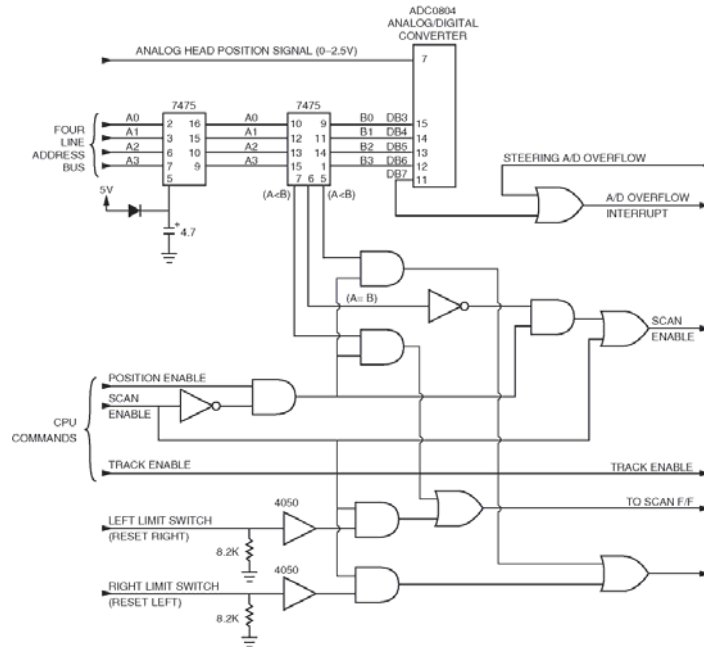 ADC0804
ANALOG/DIGITAL
CONVERTER
ANALOG HEAD POSITION SIGNAL (0–2.5V)
7
7475
7475
FOUR
LINE
ADDRESS
BUS
A0 2 16 A0 10 9 B0 DB3 15
A1 3 15 A1 12 11 B1 DB4 14
A2 6 10 A2 13 14 B2 DB5 13
A3 7 9 A3 15 1 B3 DB6 12
5 7 6 5 DB7 11
(A<B) (A<B)
5V
+
4.7
STEERING A/D OVERFLOW
A/D OVERFLOW
INTERRUPT
(A= B)
SCAN
ENABLE
CPU
COMMANDS
POSITION ENABLE
SCAN
ENABLE
TRACK ENABLE
TRACK ENABLE
TO SCAN F/F
LEFT LIMIT SWITCH
(RESET RIGHT)
4050
8.2K
RIGHT LIMIT SWITCH
(RESET LEFT)
4050
8.2K